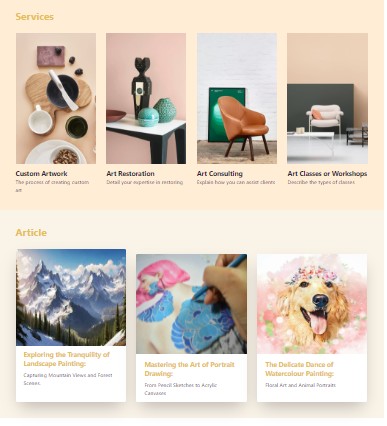 Services
Custom Artwork
The process of creating custom
art
Art Restoration
Detail your expertise in restoring
Art Consulting
Explain how you can assist clients
Art Classes or Workshops
Describe the types of classes
Article
Exploring the Tranquility of
Landscape Painting:
Capturing Mountain Views and Forest
Scenes.
Mastering the Art of Portrait
Drawing:
From Pencil Sketches to Acrylic
Canvases
The Delicate Dance of
Watercolour Painting:
Floral Art and Animal Portraits